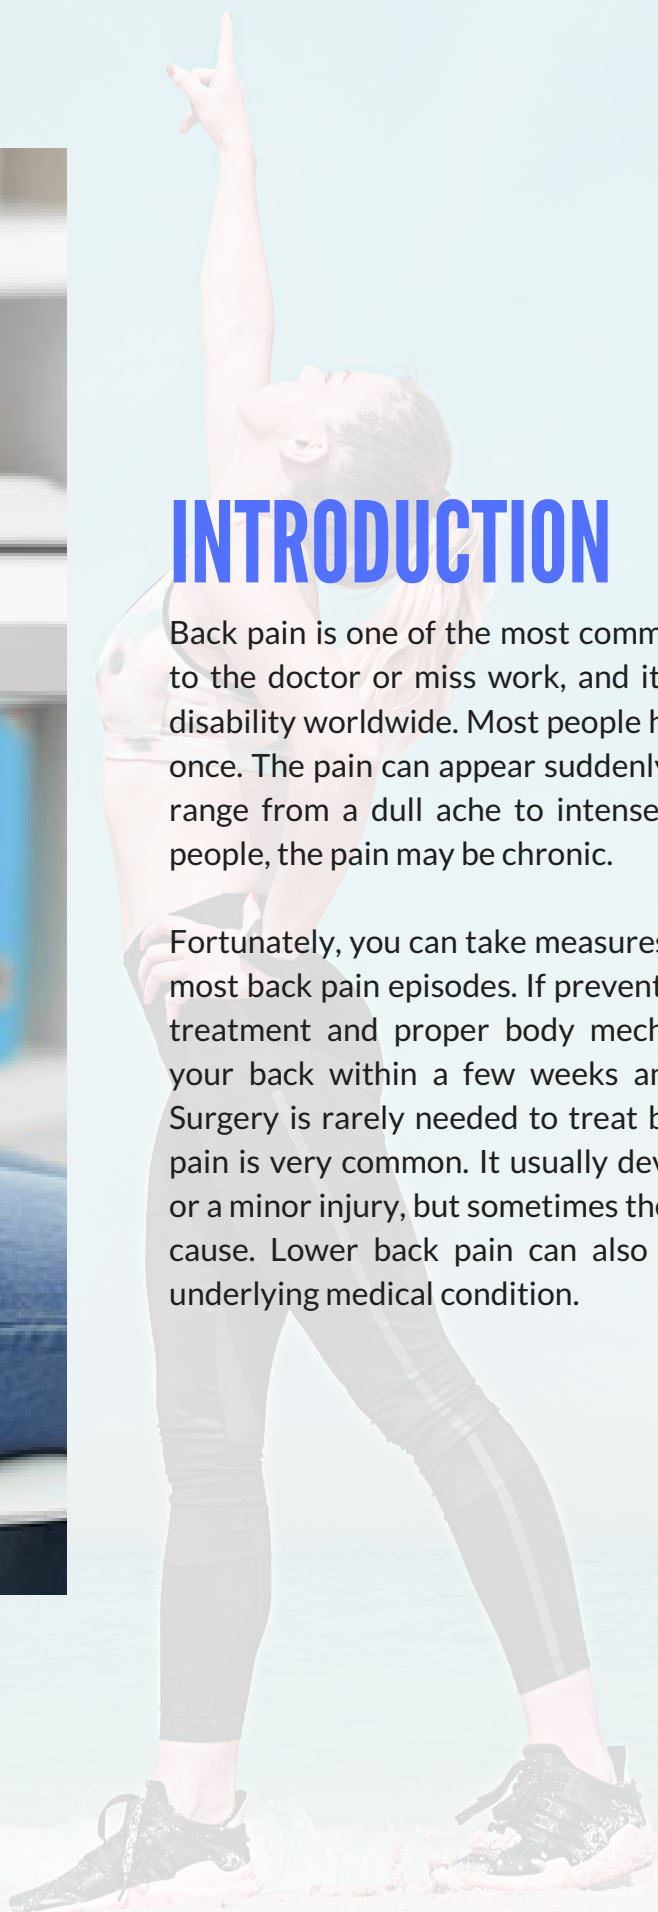 INTRODUCTION
Back pain is one of the most comm
to the doctor or miss work, and it
disability worldwide. Most people h
once. The pain can appear suddenly
range from a dull ache to intense
people, the pain may be chronic.
Fortunately, you can take measures
most back pain episodes. If prevent
treatment and proper body mech
your back within a few weeks an
Surgery is rarely needed to treat b
pain is very common. It usually dev
or a minor injury, but sometimes the
cause. Lower back pain can also
underlying medical condition.